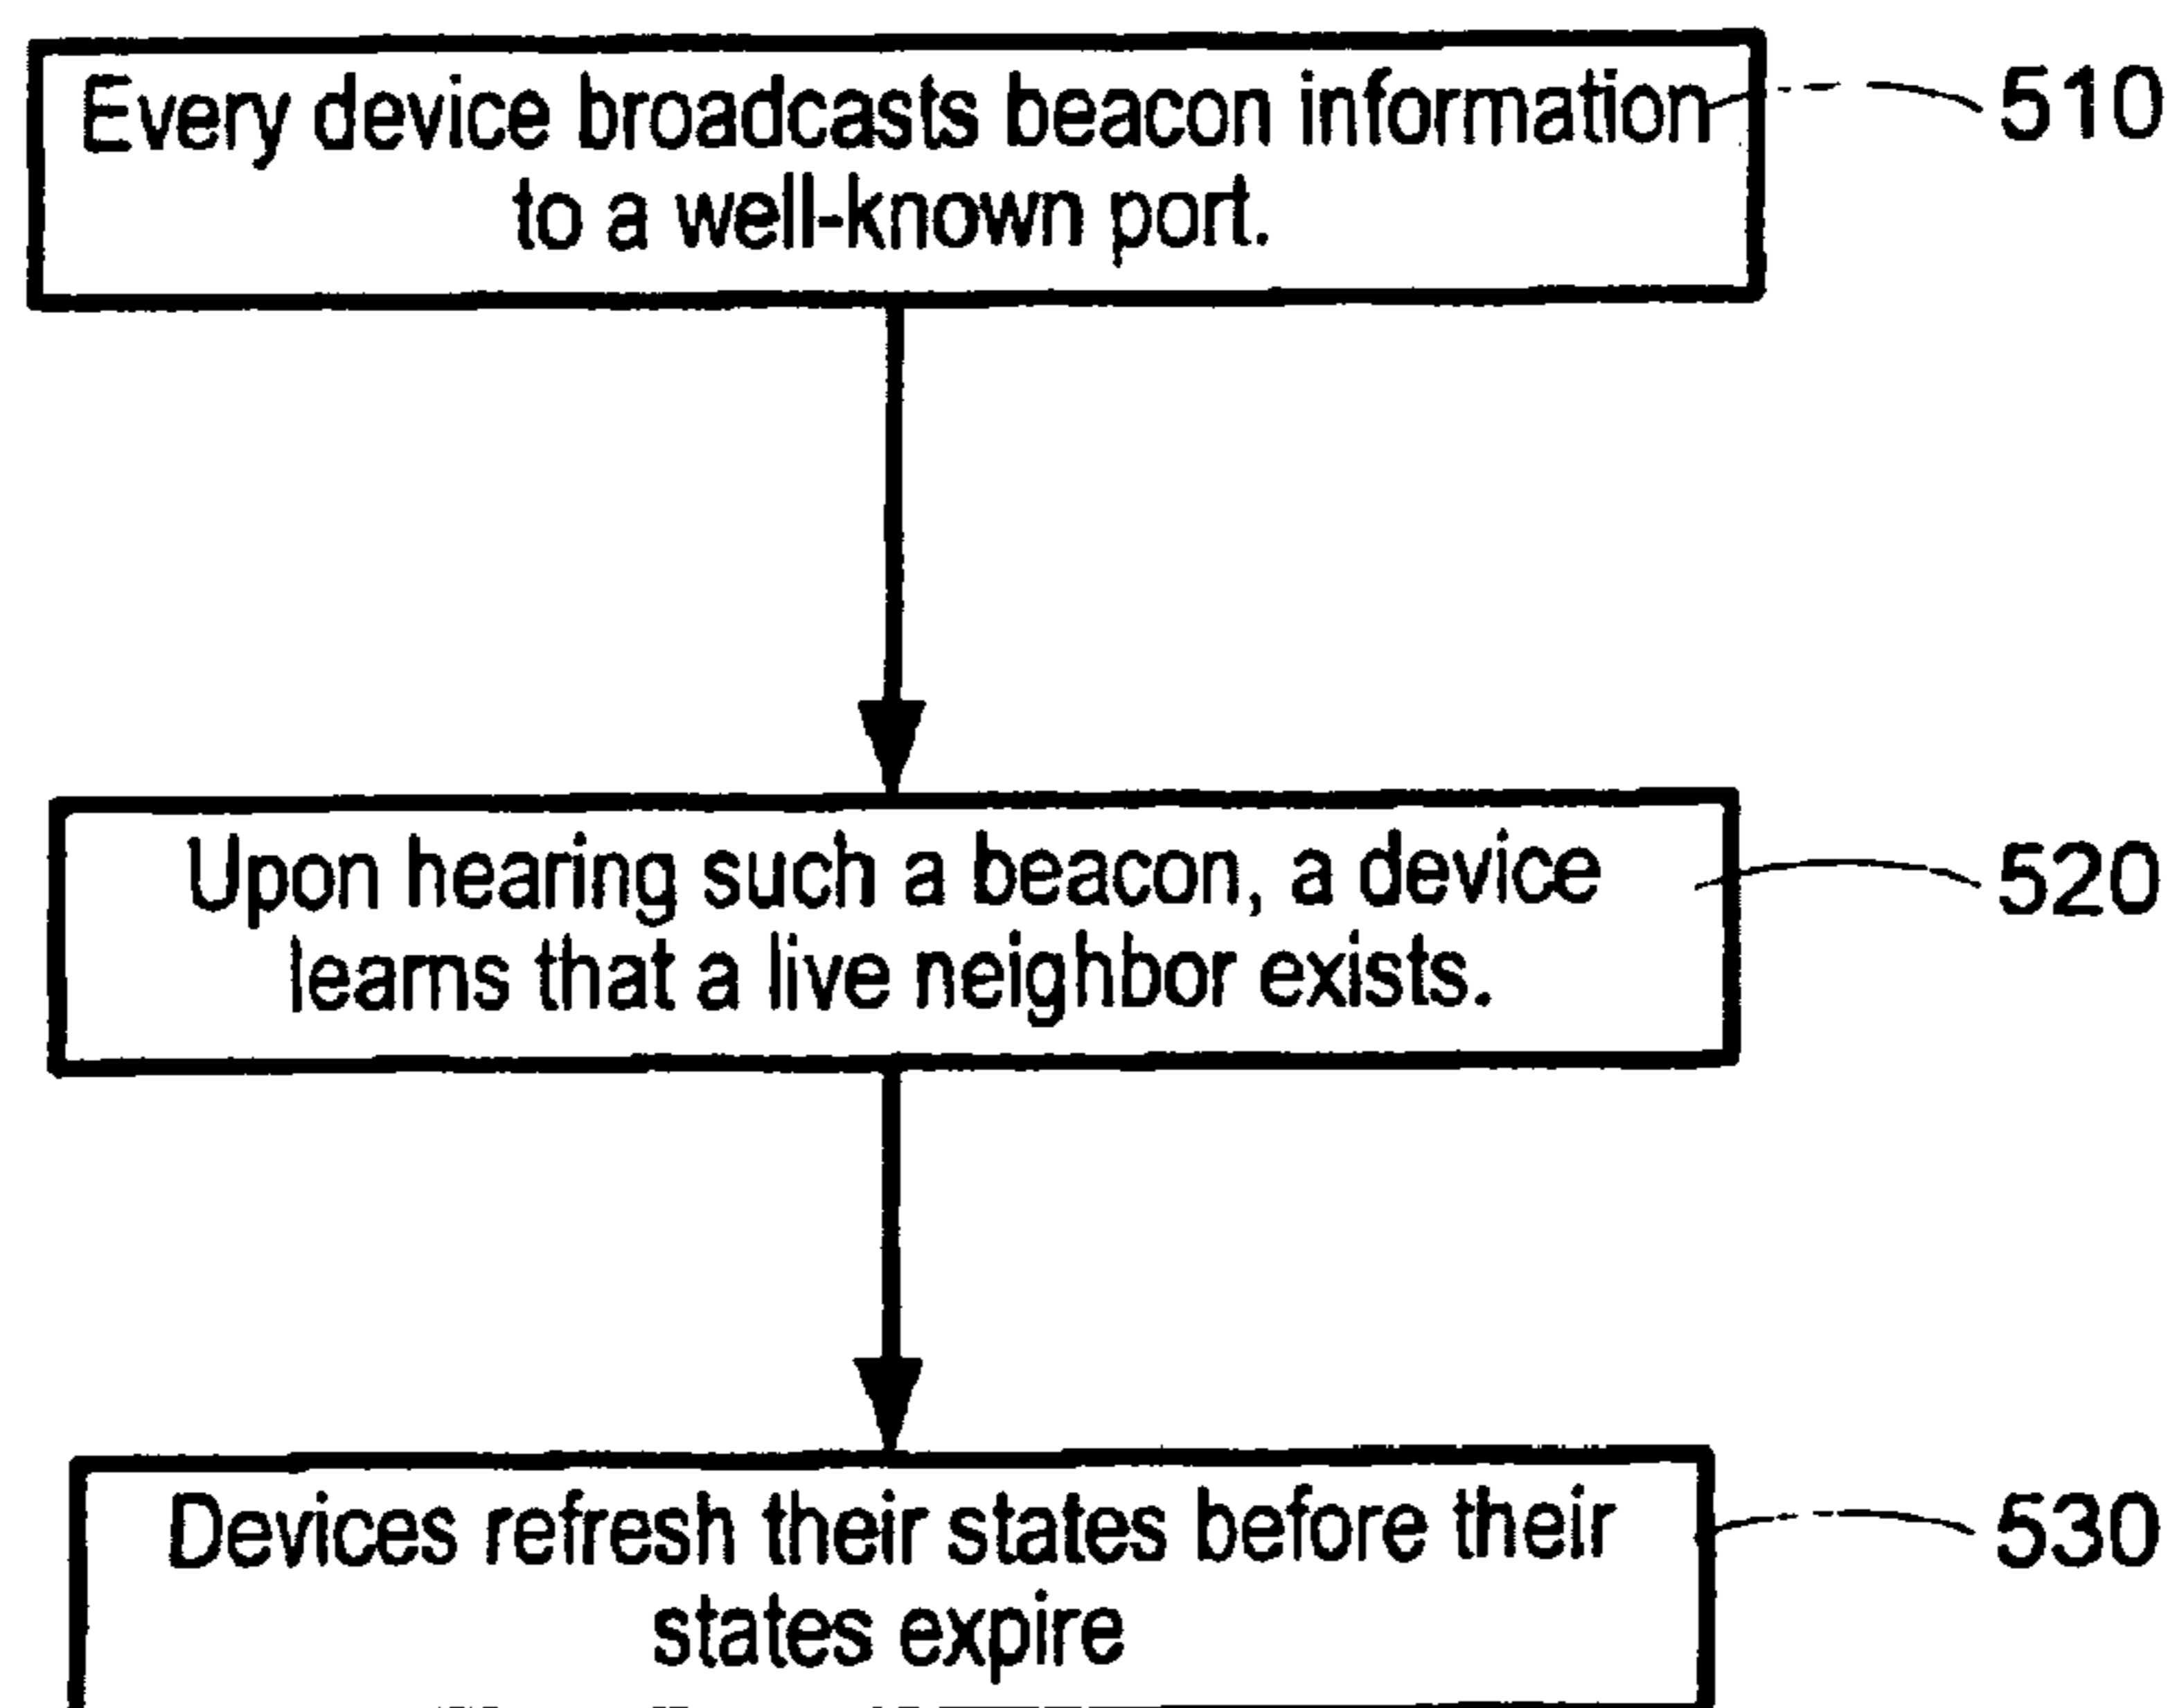 Every device broadcasts beacon information
to a well-known port.
510
Upon hearing such a beacon, a device
learns that a live neighbor exists.
520
Devices refresh their states before their
states expire
530